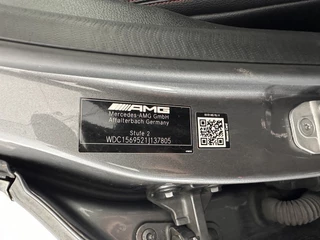 AMG
Mercedes-AMG GmbH
Affalterbach Germany
Stufe 2
WDC1569521J137805